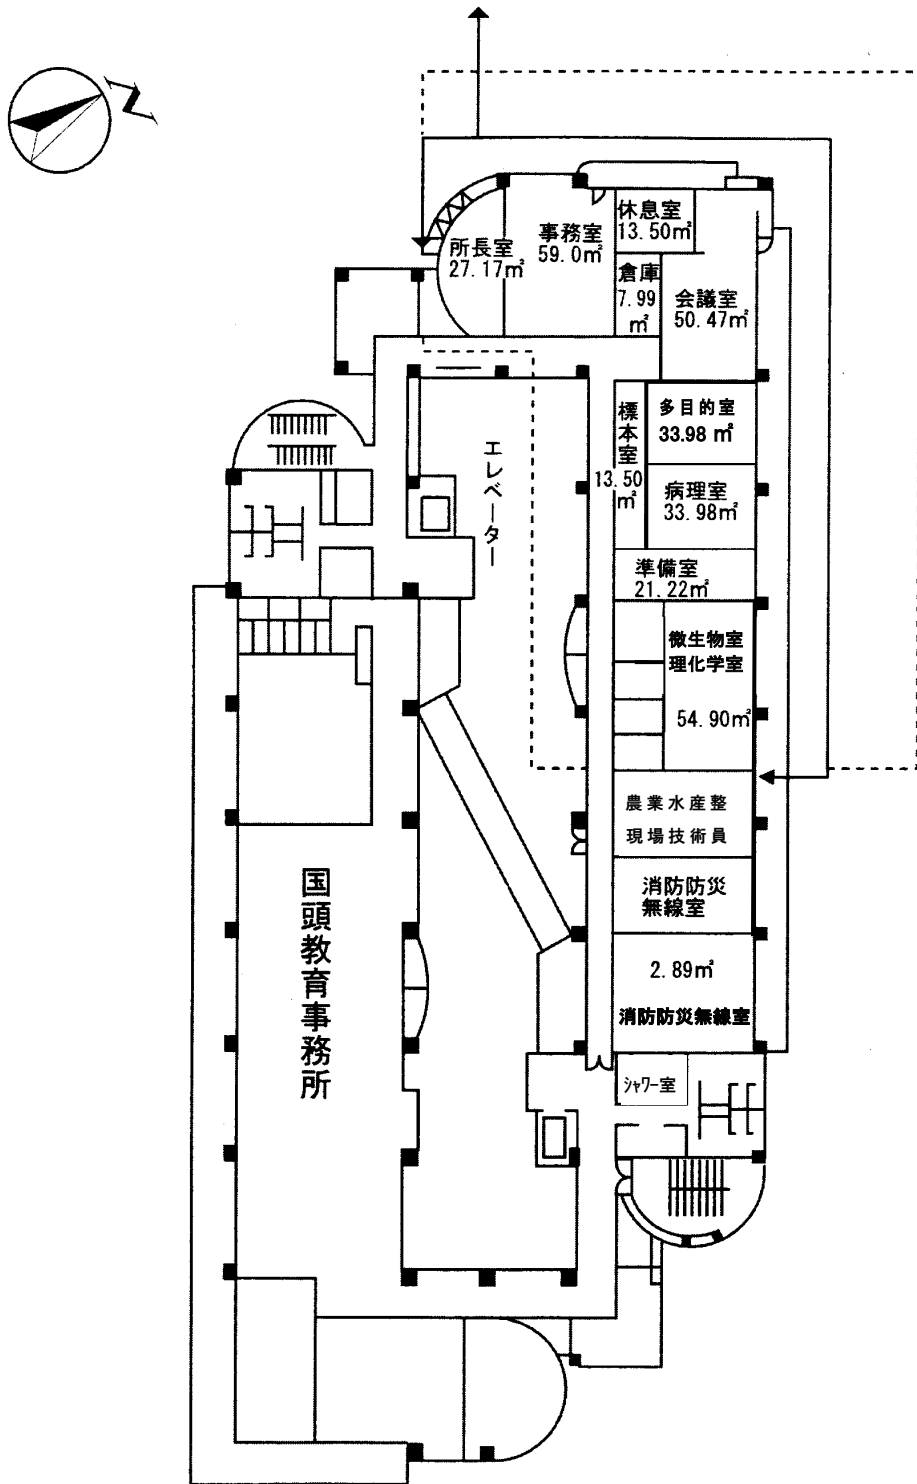 Z
所長室
27.17㎡
事務室
59.0㎡
休息室
13.50㎡
倉庫
7.99
㎡
会議室
50.47㎡
エレベーター
標本室
13.50
㎡
多目的室
33.98 ㎡
病理室
33.98㎡
準備室
21.22㎡
微生物室
理化学室
54.90㎡
農業水産整
現場技術員
消防防災
無線室
2.89㎡
消防防災無線室
国頭教育事務所
シャワー室